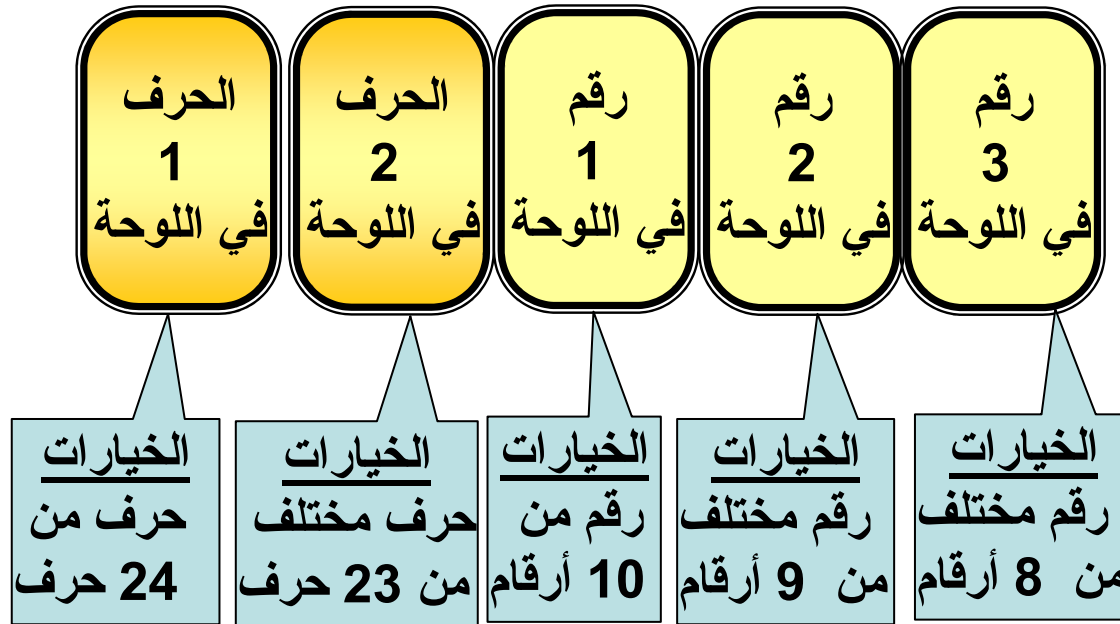 الحرف
1
في اللوحة
الحرف
2
في اللوحة
رقم
1
في اللوحة
رقم
2
في اللوحة
رقم
3
في اللوحة
الخيارات
حرف من
24 حرف
الخيارات
حرف مختلف
من 23 حرف
الخيارات
رقم من
10 أرقام
الخيارات
رقم مختلف
من 9 أرقام
الخيارات
رقم مختلف
من 8 أرقام